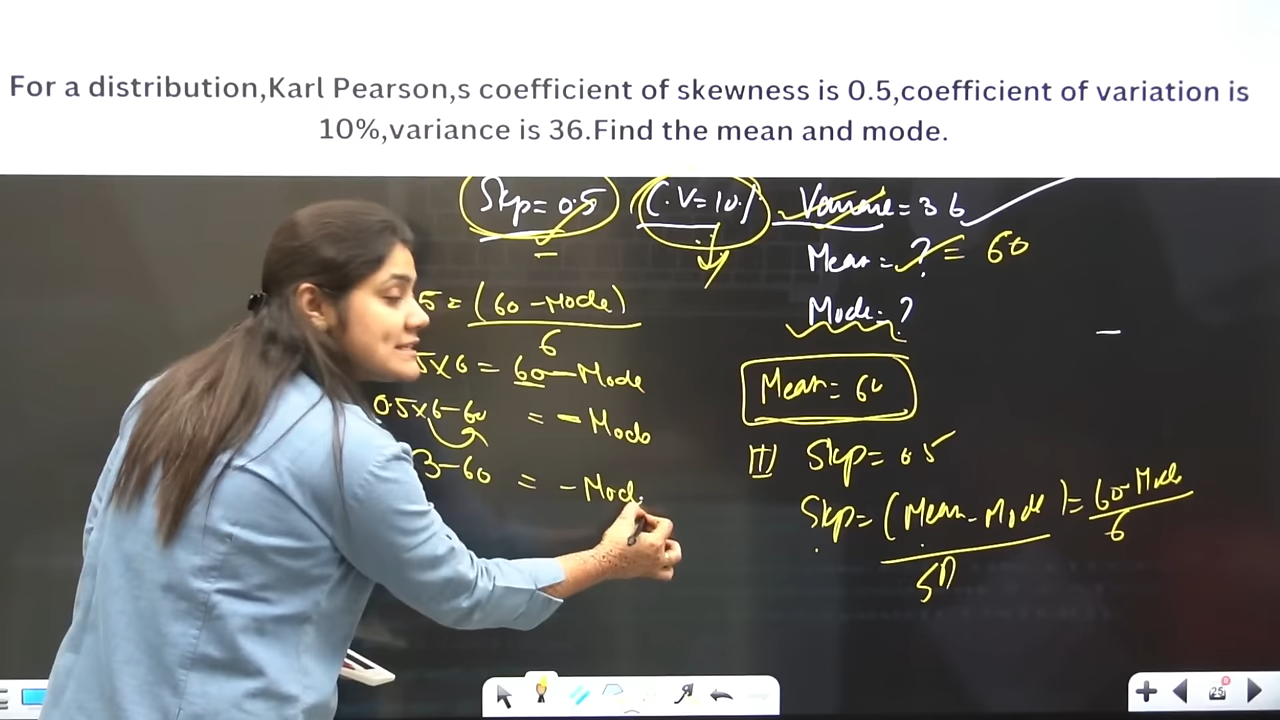 For a distribution,Karl Pearson,s coefficient of skewness is 0.5,coefficient of variation is
10%,variance is 36.Find the mean and mode.
Skp= 0.5 C.V=10% Variance = 36
Mean = ? = 60
Mode = ?
5 = (60 - Mode)
6
5x6 = 60 - Mode
0.5x6-60 = - Mode
3-60 = - Mode
Mean = 60
II) Skp= 0.5
Skp= (Mean - Mode) = 60-Mode
SD 6
25